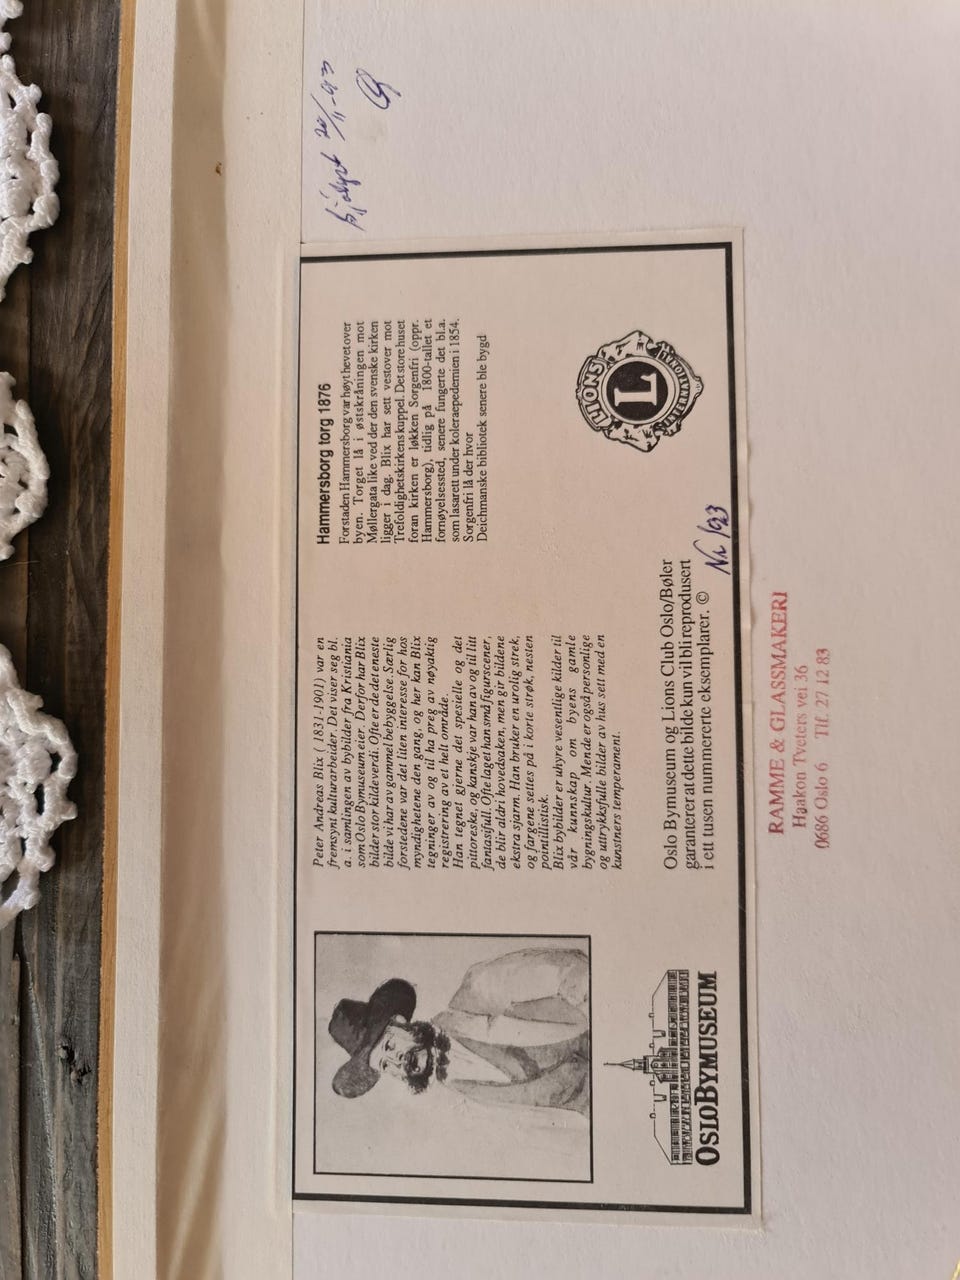 kjøpt 20/11-93
Peter Andreas Blix ( 1831-1901) var en
fremsynt kulturarbeider. Det viser seg bl.
a. i samlingen av bybilder fra Kristiania
som Oslo Bymuseum eier. Derfor har Blix
bilder stor kildeverdi. Ofte er de det eneste
bilde vi har av gammel bebyggelse. Særlig
forstedene var det liten interesse for hos
myndighetene den gang, og her kan Blix
tegninger av og til ha preg av nøyaktig
registrering av et helt område.
Han tegnet gjerne det spesielle og det
pittoreske, og kanskje var han av og til litt
fantasifull. Ofte laget han små figurscener,
de blir aldri hovedsaken, men gir bildene
ekstra sjarm. Han bruker en urolig strek,
og fargene settes på i korte strøk, nesten
pointillistisk.
Blix bybilder er uhyre vesentlige kilder til
vår kunnskap om byens gamle
bygningskultur. Men de er også personlige
og uttrykksfulle bilder av hus sett med en
kunstners temperament.
Hammersborg torg 1876
Forstaden Hammersborg var høyt hevet over
byen. Torget lå i østskråningen mot
Møllergata like ved der den svenske kirken
ligger i dag. Blix har sett vestover mot
Trefoldighetskirkens kuppel. Det store huset
foran kirken er løkken Sorgenfri (oppr.
Hammersborg), tidlig på 1800-tallet et
fornøyelsessted, senere fungerte det bl.a.
som lasarett under koleraepedemien i 1854.
Sorgenfri lå der hvor
Deichmanske bibliotek senere ble bygd
OSLO BYMUSEUM
Oslo Bymuseum og Lions Club Oslo/Bøler
garanterer at dette bilde kun vil bli reprodusert
i ett tusen nummererte eksemplarer. ©
Nr 193
LIONS
L
INTERNATIONAL
RAMME & GLASSMAKERI
Haakon Tveters vei 36
0686 Oslo 6 Tlf. 27 12 83